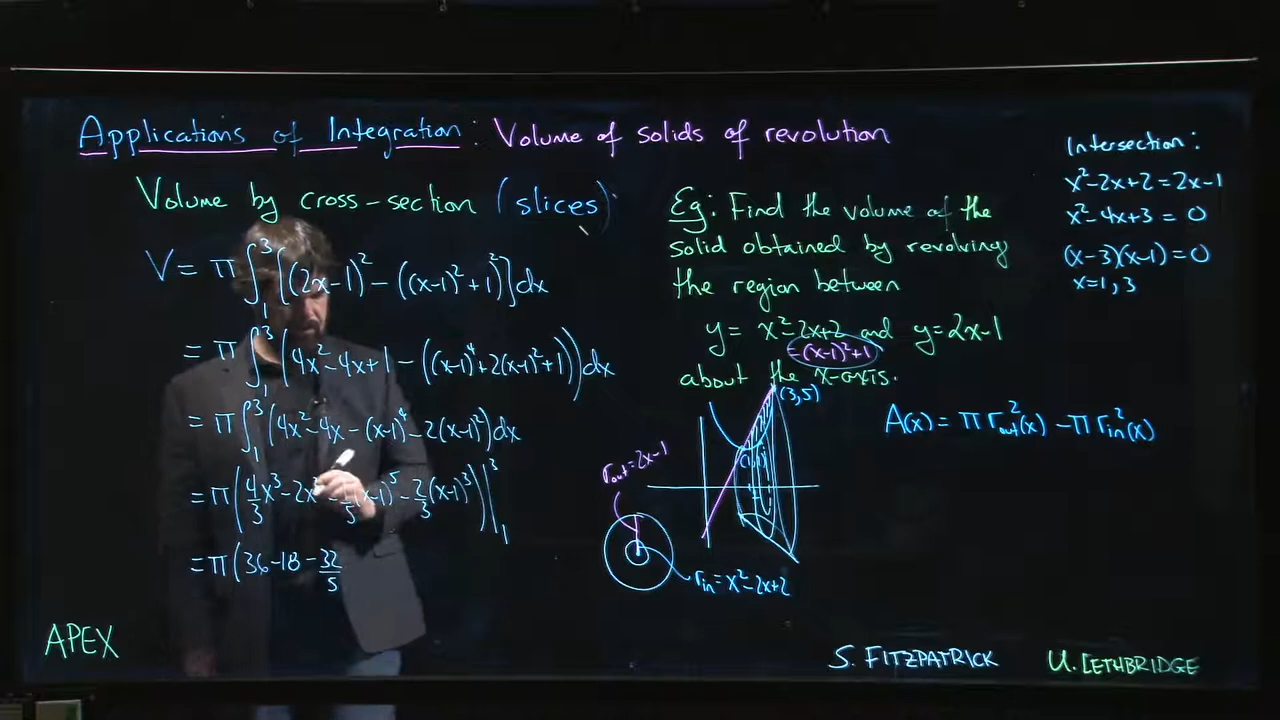 Applications of Integration: Volume of solids of revolution
Volume by cross-section (slices):
V = π∫₁³[(2x-1)² - ((x-1)²+1)²]dx
= π∫₁³(4x²-4x+1 - ((x-1)⁴+2(x-1)²+1))dx
= π∫₁³(4x²-4x-(x-1)⁴-2(x-1)²)dx
= π(4/3x³-2x² - 1/5(x-1)⁵ - 2/3(x-1)³)|₁³
= π(36-18-32/5
APEX
Eg: Find the volume of the
solid obtained by revolving
the region between
y = x²-2x+2 and y=2x-1
=(x-1)²+1
about the x-axis.
(3,5)
(1,1)
r_out=2x-1
r_in=x²-2x+2
Intersection:
x²-2x+2=2x-1
x²-4x+3=0
(x-3)(x-1)=0
x=1,3
A(x) = πr²_out(x) - πr²_in(x)
S. FITZPATRICK
U. LETHBRIDGE